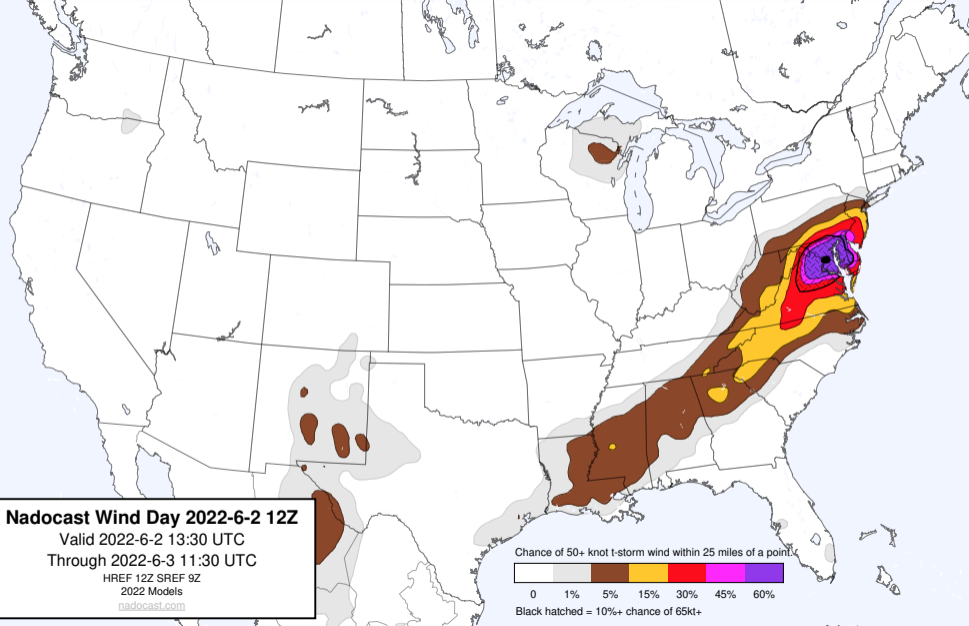 Nadocast Wind Day 2022-6-2 12Z
Valid 2022-6-2 13:30 UTC
Through 2022-6-3 11:30 UTC
HREF 12Z SREF 9Z
2022 Models
nadocast.com
Chance of 50+ knot t-storm wind within 25 miles of a point.
0 1% 5% 15% 30% 45% 60%
Black hatched = 10%+ chance of 65kt+